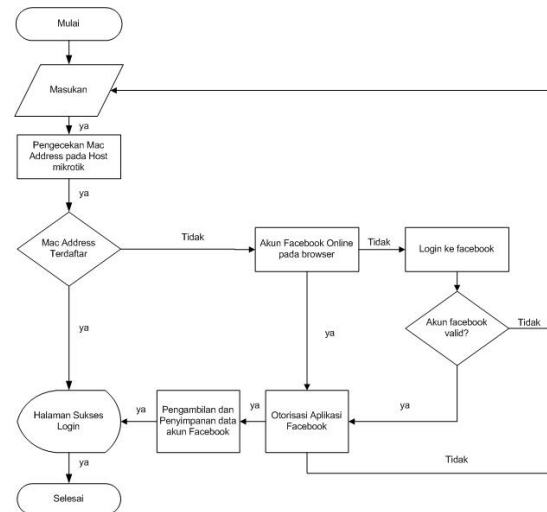 Mulai
Masukan
ya
Pengecekan Mac
Address pada Host
mikrotik
ya
Mac Address
Terdaftar
Tidak
Akun Facebook Online
pada browser
Tidak
Login ke facebook
Akun facebook
valid?
Tidak
ya
ya
ya
Halaman Sukses
Login
ya
Pengambilan dan
Penyimpanan data
akun Facebook
ya
Otorisasi Aplikasi
Facebook
Tidak
ya
Selesai